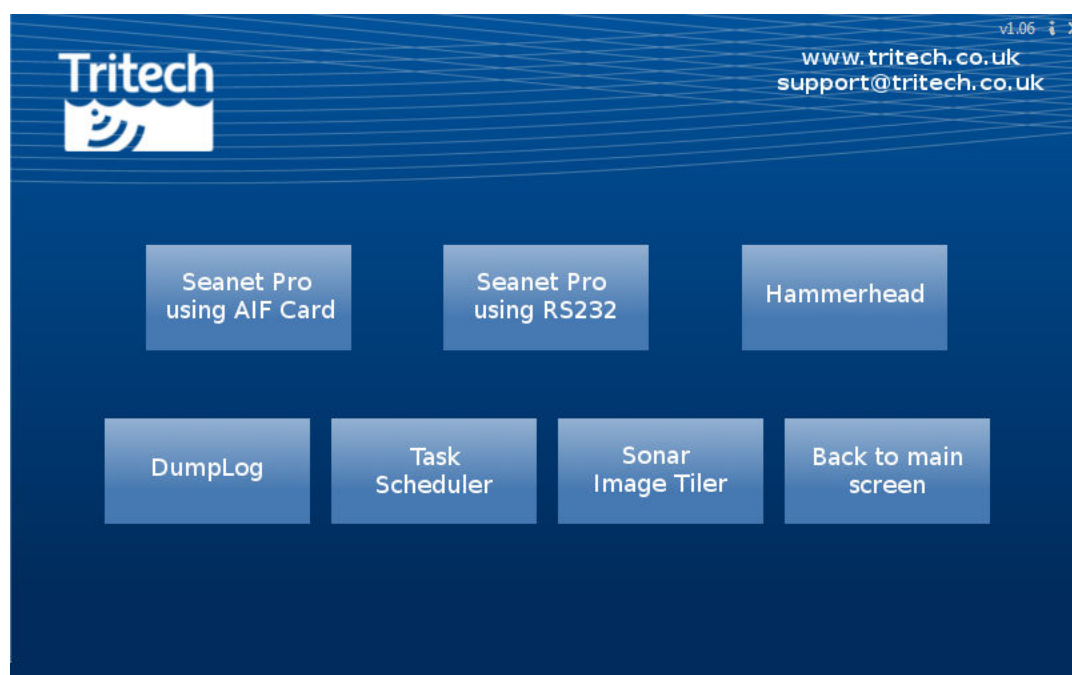 v1.06 i
Tritech
www.tritech.co.uk
support@tritech.co.uk
Seanet Pro
using AIF Card
Seanet Pro
using RS232
Hammerhead
DumpLog
Task
Scheduler
Sonar
Image Tiler
Back to main
screen